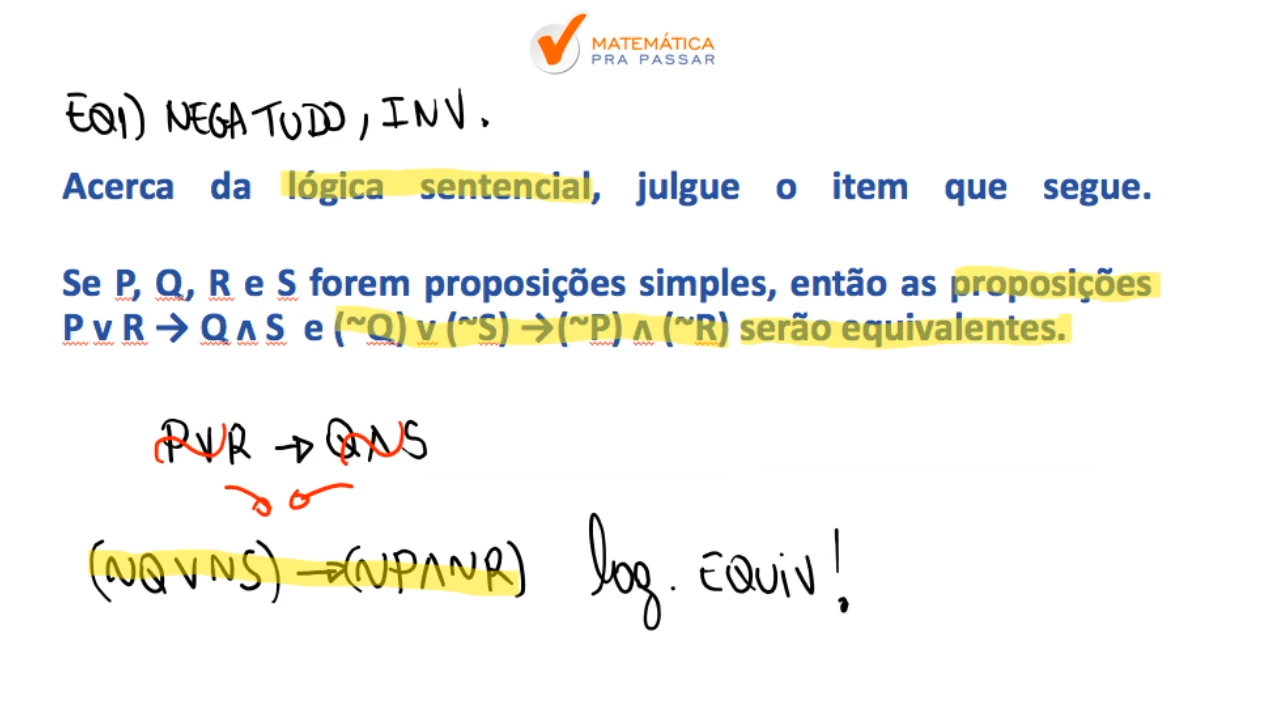 MATEMÁTICA
PRA PASSAR
EQ1) NEGA TUDO, INV.
Acerca da lógica sentencial, julgue o item que segue.
Se P, Q, R e S forem proposições simples, então as proposições
P v R → Q ∧ S e (~Q) v (~S) →(~P) ∧ (~R) serão equivalentes.
P V R → Q ∧ S
(~Q V ~S) → (~P ∧ ~R) log. EQUIV!